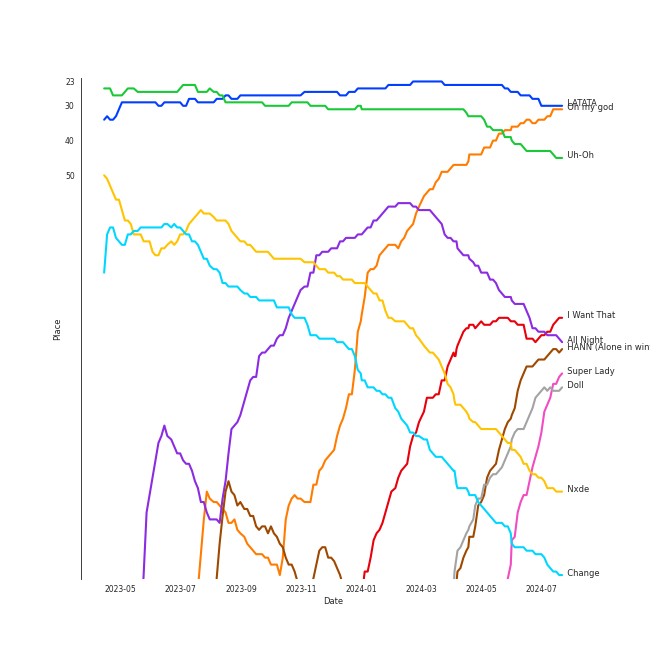 23
30
40
50
Place
LATATA
Oh my god
Uh-Oh
I Want That
All Night
HANN (Alone in win
Super Lady
Doll
Nxde
Change
2023-05 2023-07 2023-09 2023-11 2024-01 2024-03 2024-05 2024-07
Date